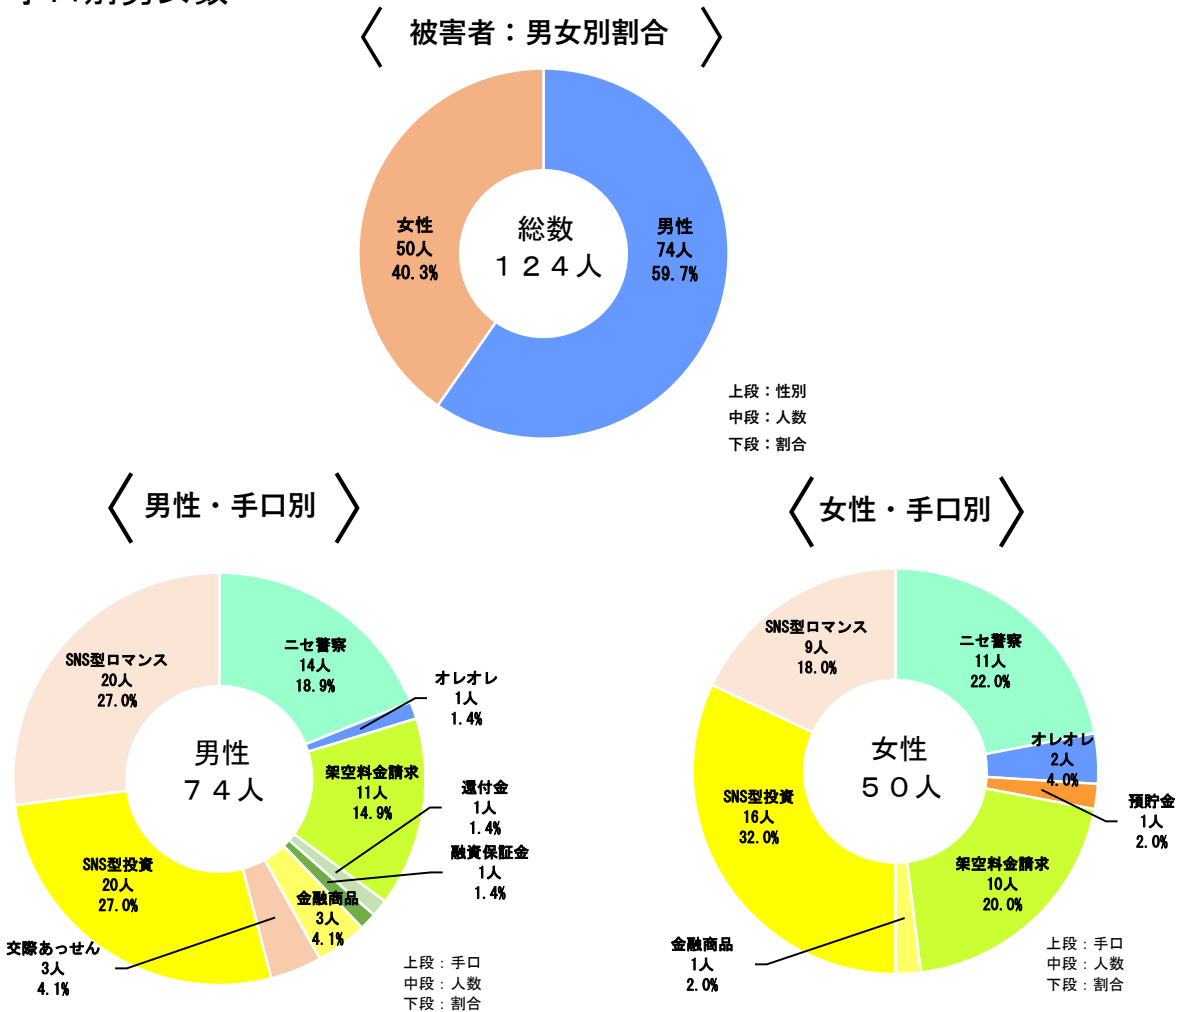 被害者：男女別割合
女性
50人
40.3%
総数
１２４人
男性
74人
59.7%
上段：性別
中段：人数
下段：割合
男性・手口別
SNS型ロマンス
20人
27.0%
ニセ警察
14人
18.9%
オレオレ
1人
1.4%
男性
７４人
架空料金請求
11人
14.9%
還付金
1人
1.4%
融資保証金
1人
1.4%
SNS型投資
20人
27.0%
金融商品
3人
4.1%
交際あっせん
3人
4.1%
上段：手口
中段：人数
下段：割合
女性・手口別
SNS型ロマンス
9人
18.0%
ニセ警察
11人
22.0%
オレオレ
2人
4.0%
女性
５０人
預貯金
1人
2.0%
SNS型投資
16人
32.0%
架空料金請求
10人
20.0%
金融商品
1人
2.0%
上段：手口
中段：人数
下段：割合